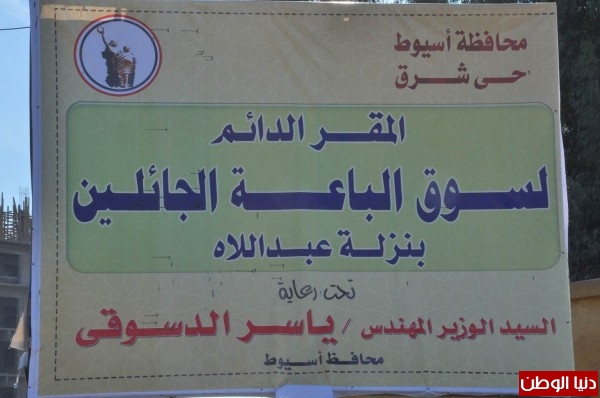 محافظة أسيوط
حى شرق
المقر الدائم
لسوق الباعة الجائلين
بنزلة عبداللاه
تحت رعاية
السيد الوزير المهندس / ياسر الدسوقى
محافظ أسيوط
دنيا الوطن